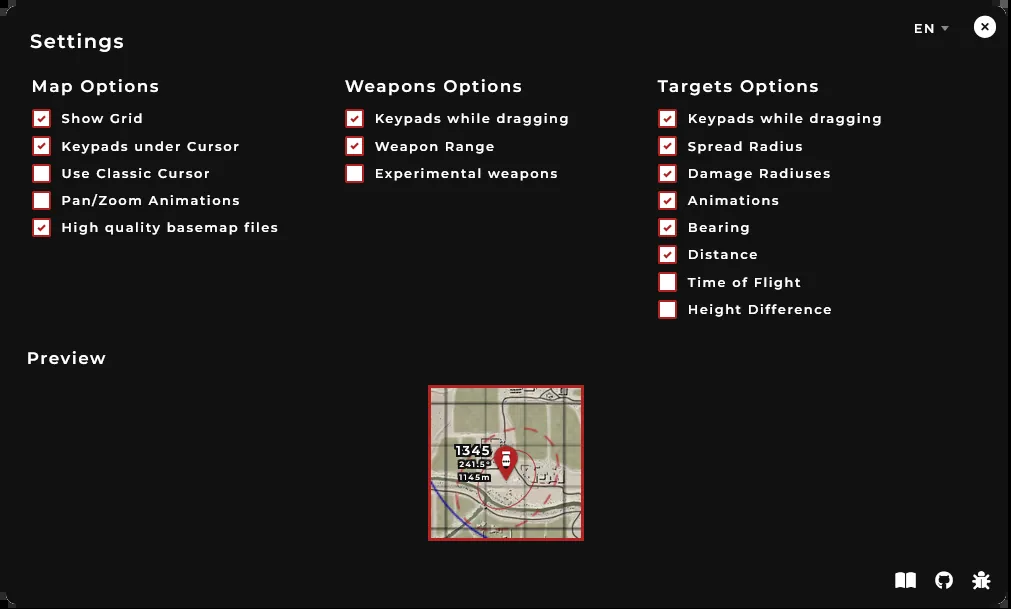 EN
Settings
Map Options
Show Grid
Keypads under Cursor
Use Classic Cursor
Pan/Zoom Animations
High quality basemap files
Weapons Options
Keypads while dragging
Weapon Range
Experimental weapons
Targets Options
Keypads while dragging
Spread Radius
Damage Radiuses
Animations
Bearing
Distance
Time of Flight
Height Difference
Preview
1345
241.5°
1145m